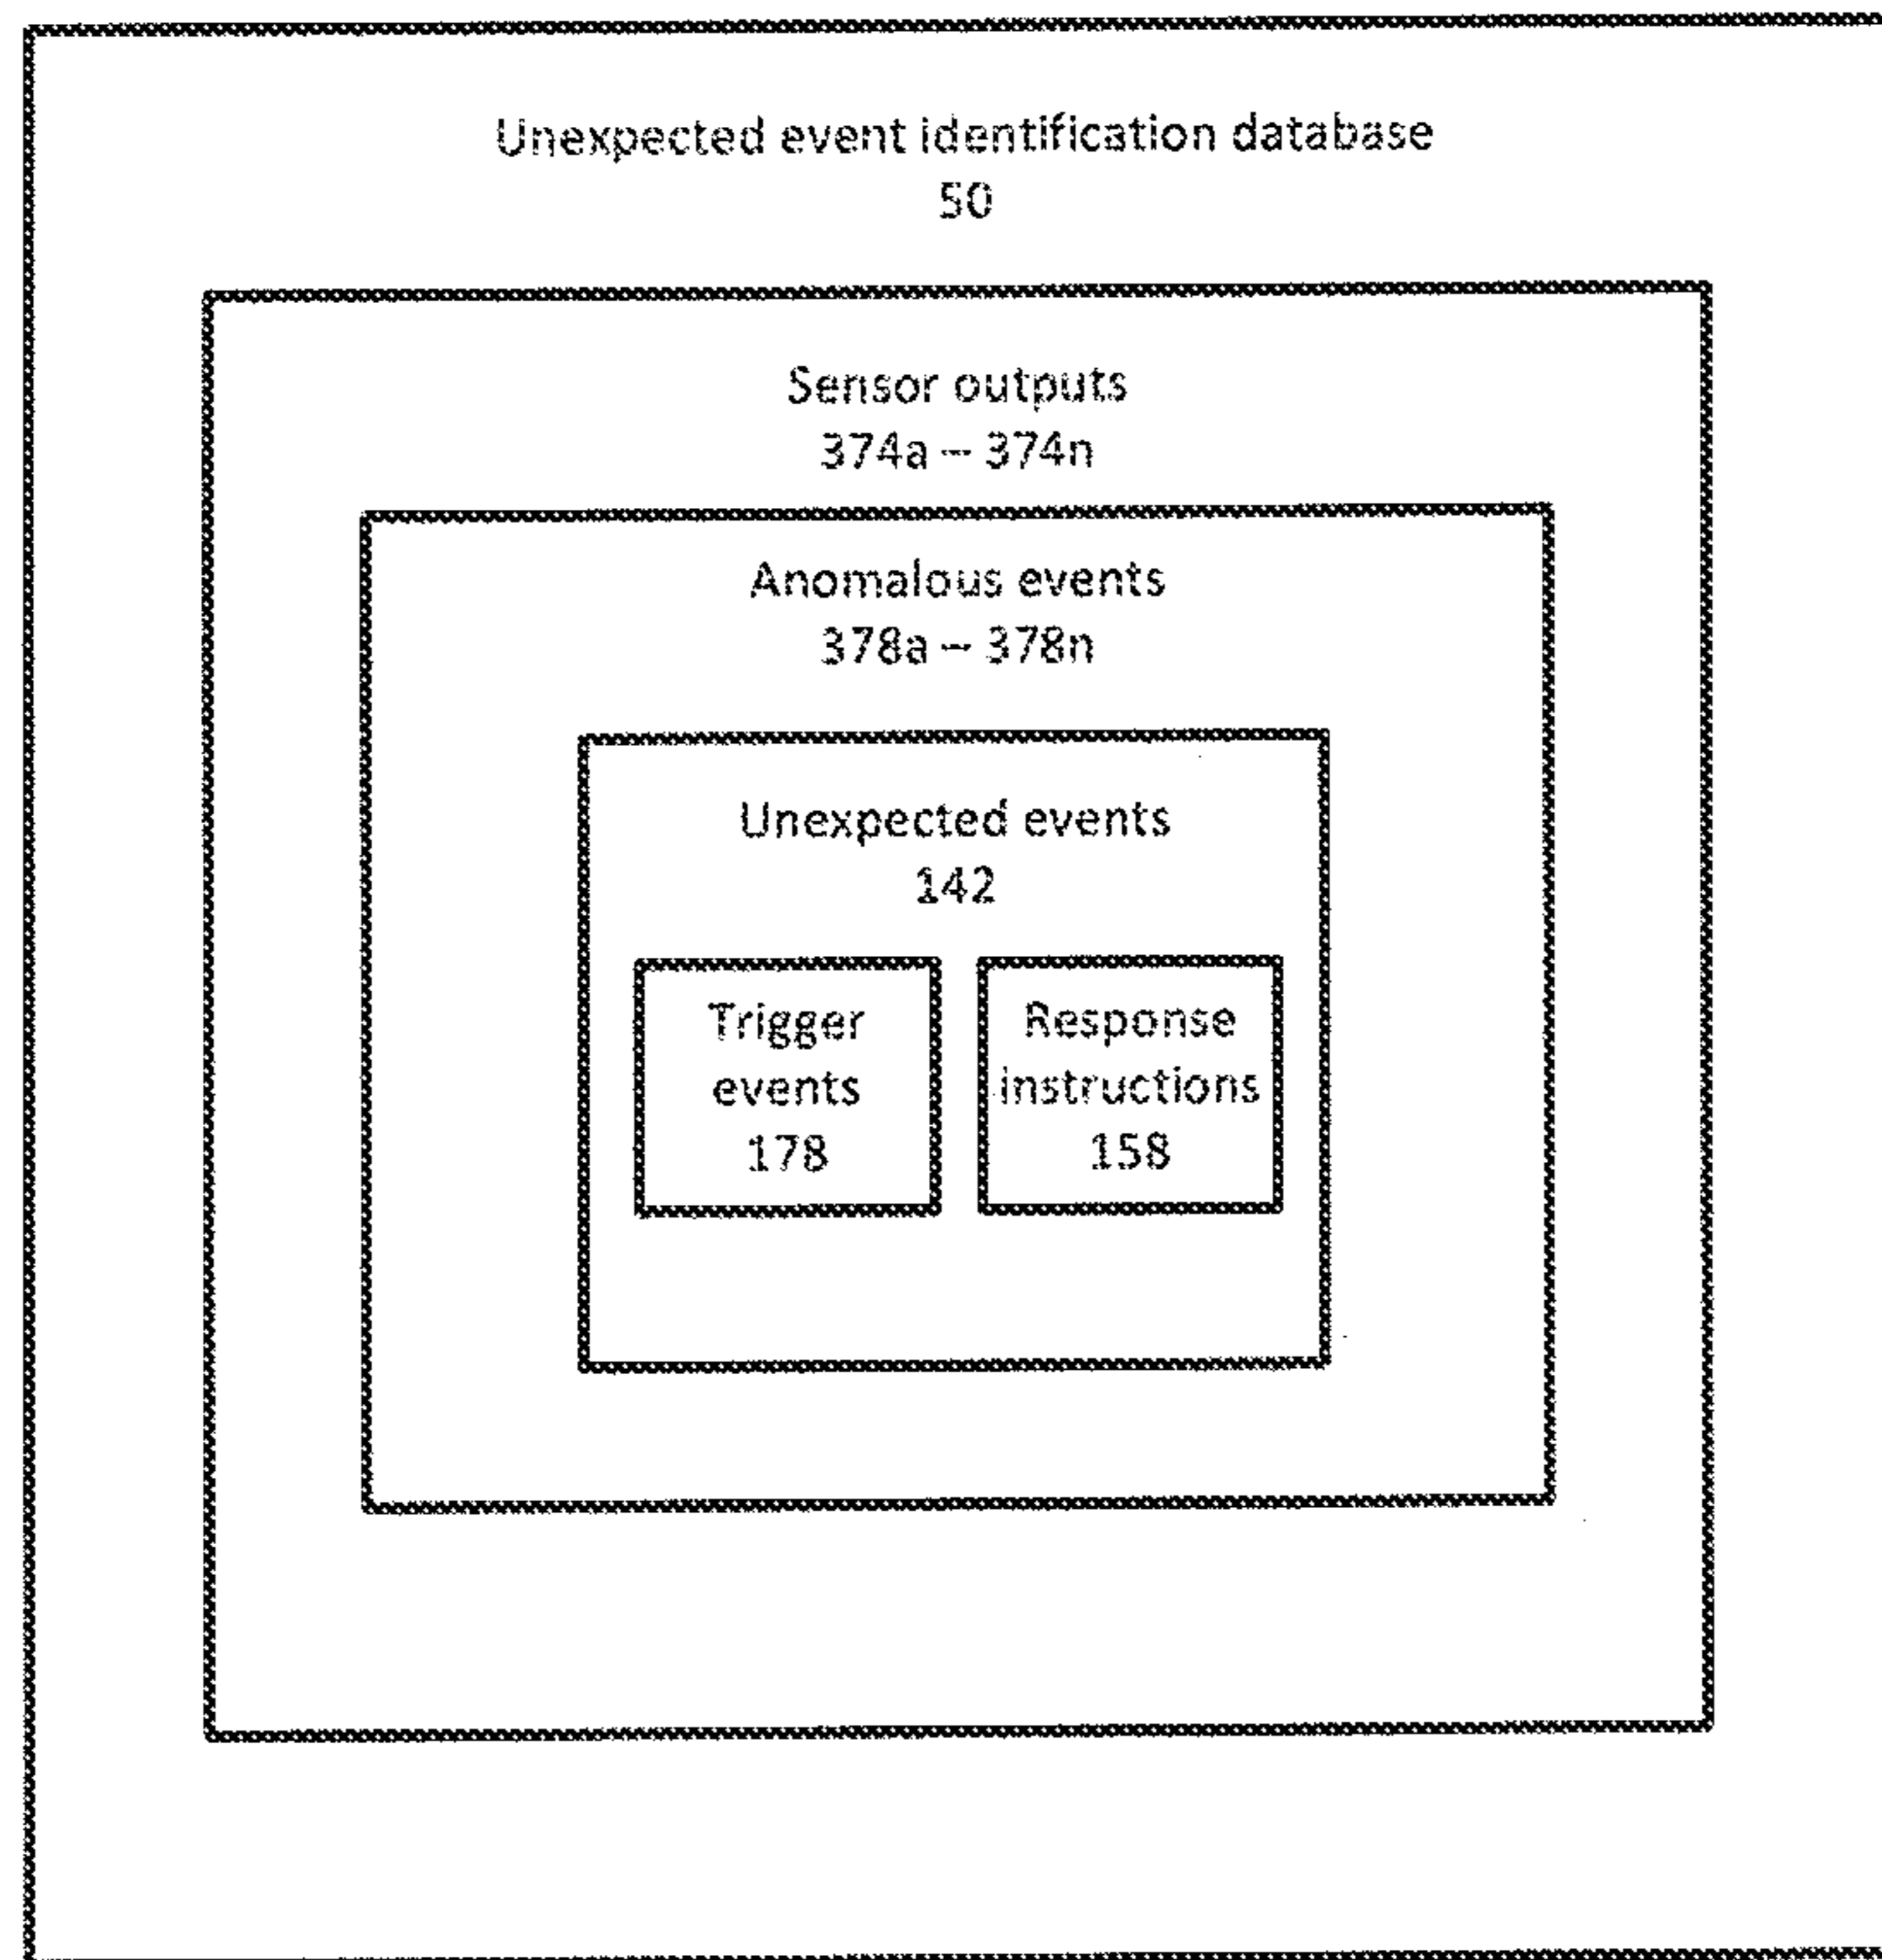 Unexpected event identification database
50
Sensor outputs
374a – 374n
Anomalous events
378a – 378n
Unexpected events
142
Trigger
events
178
Response
instructions
158